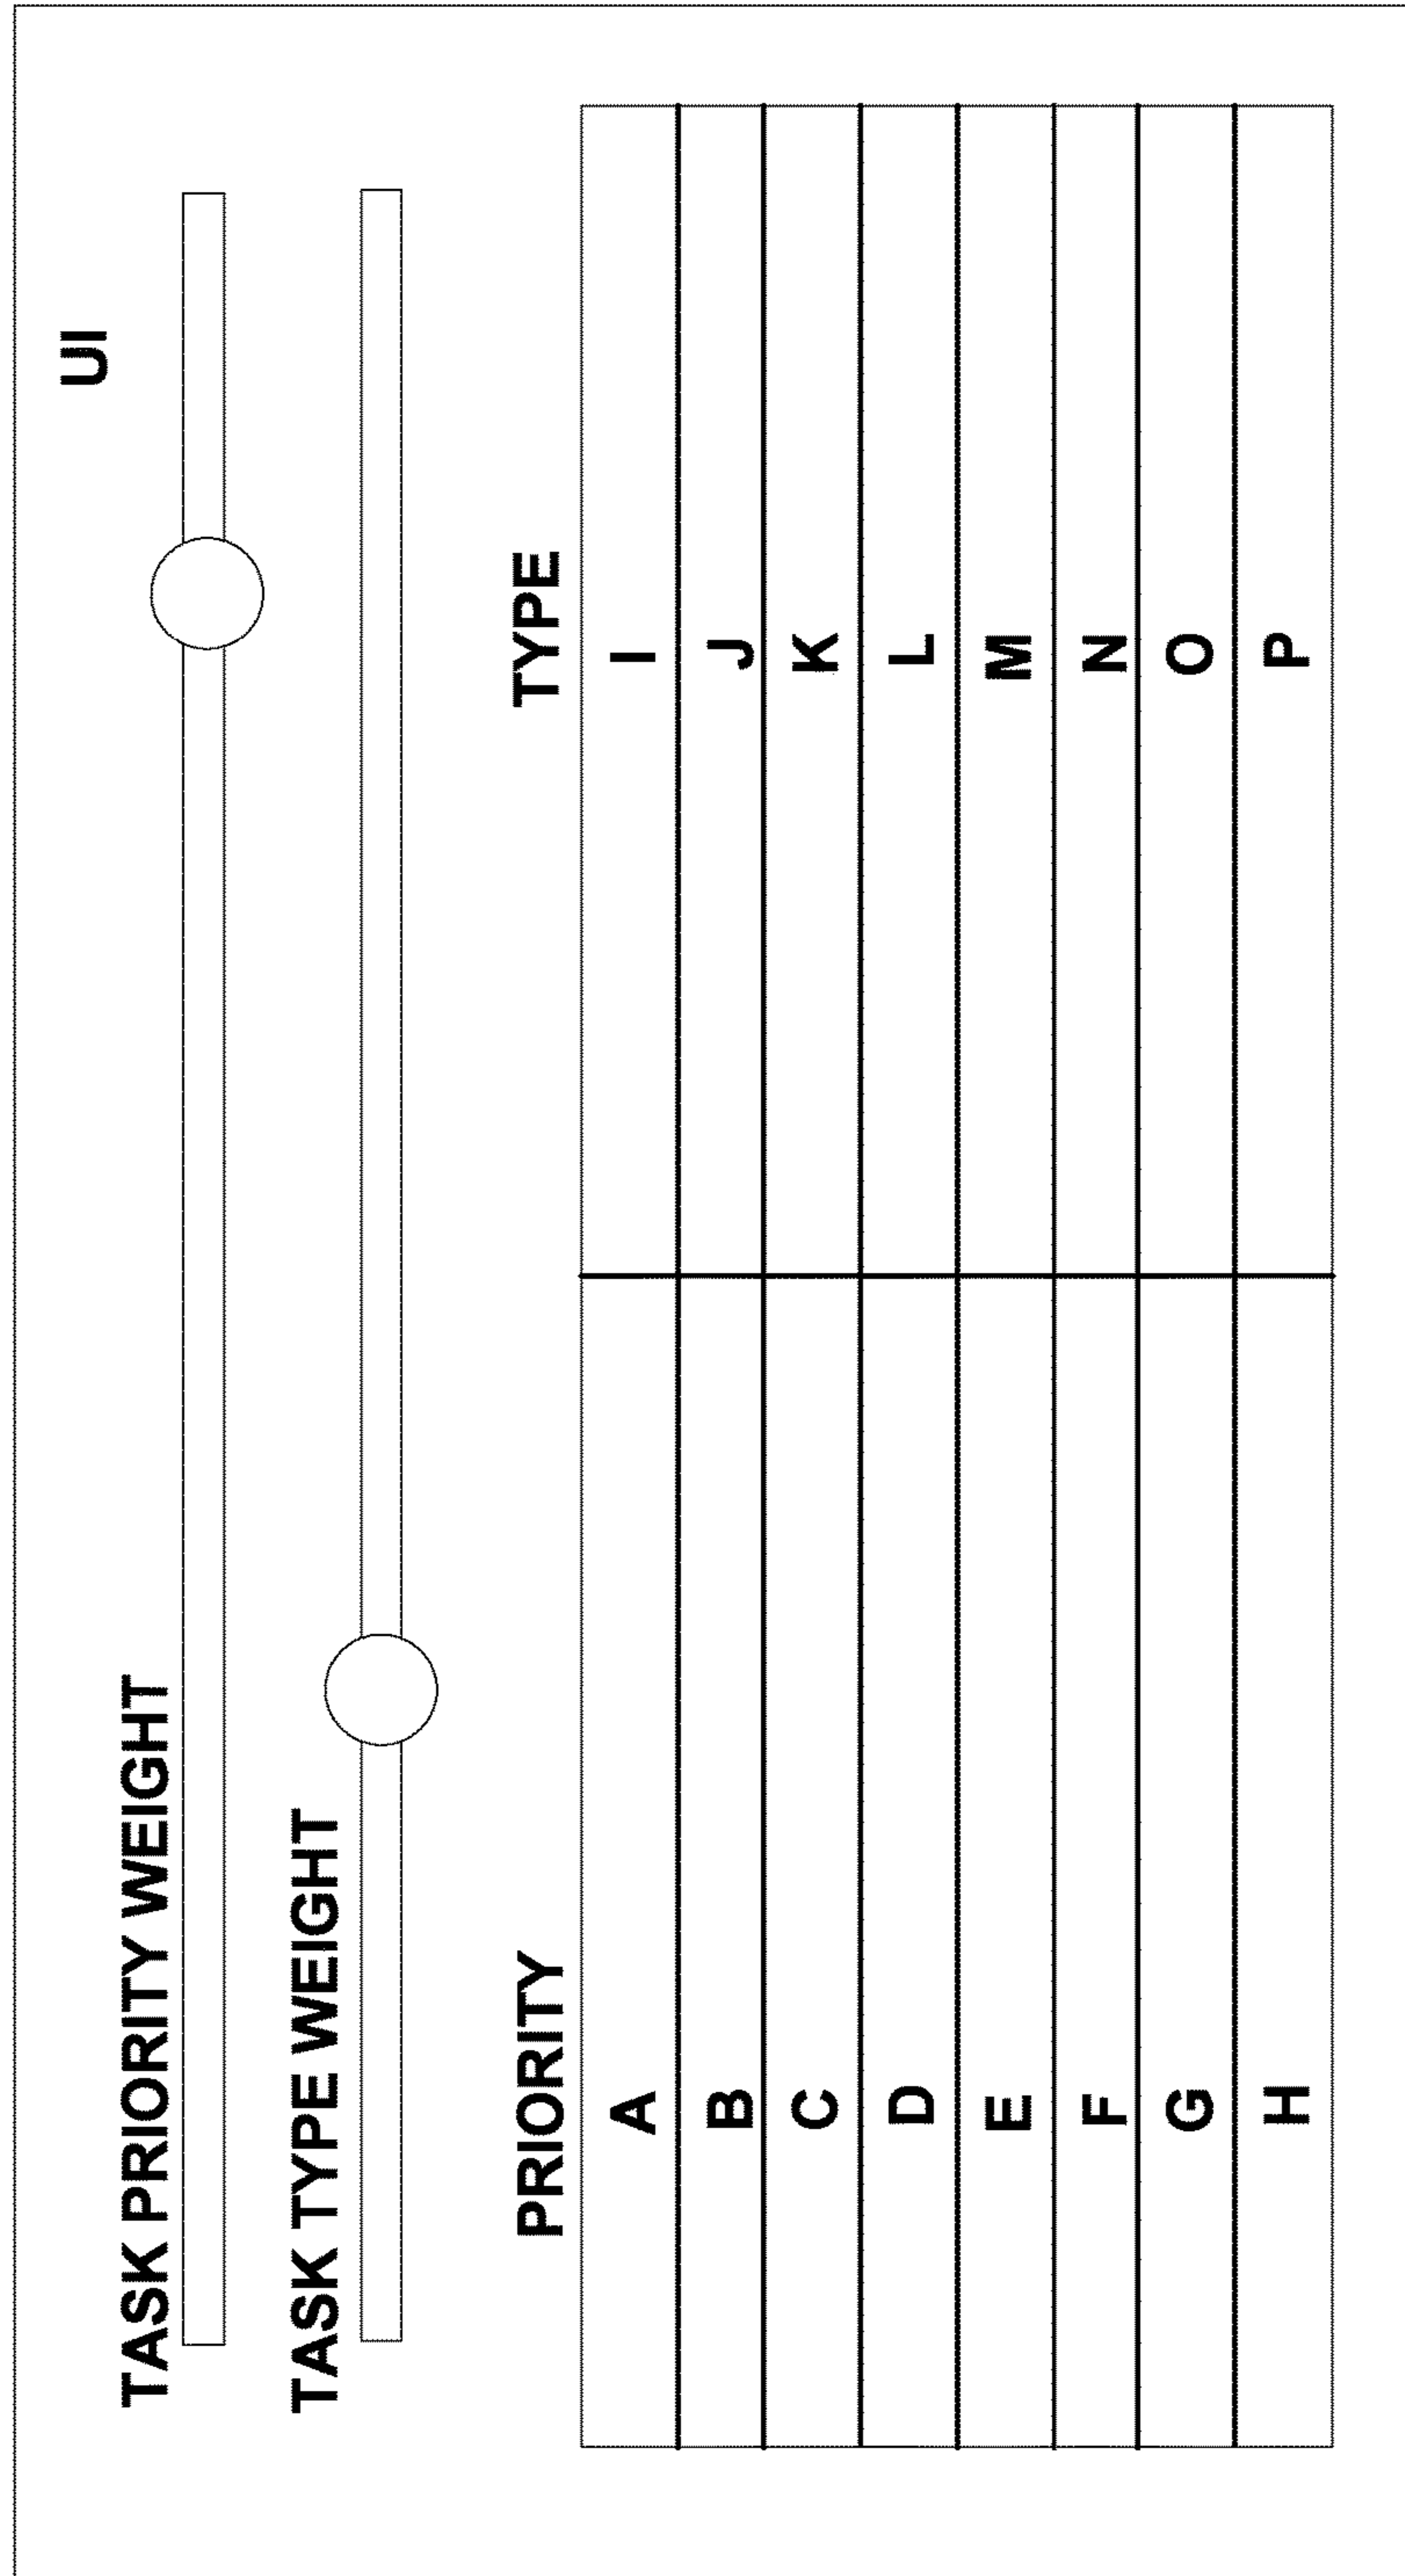 UI
TASK PRIORITY WEIGHT
TASK TYPE WEIGHT
PRIORITY TYPE
A I
B J
C K
D L
E M
F N
G O
H P